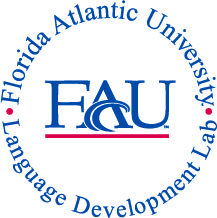 Florida Atlantic University
FAU
Language Development Lab